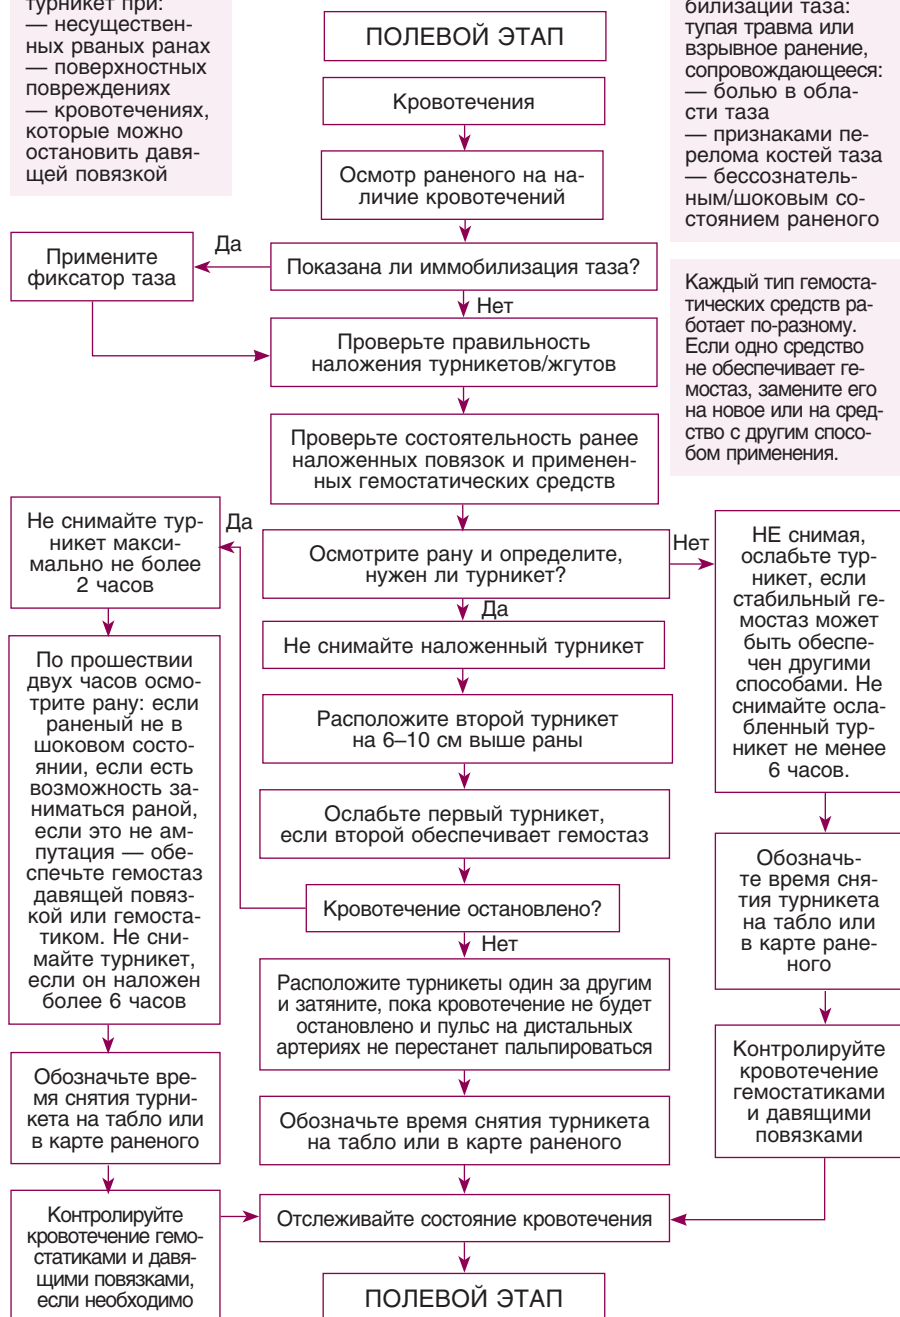 турникет при:
— несуществен-
ных рваных ранах
— поверхностных
повреждениях
— кровотечениях,
которые можно
остановить давя-
щей повязкой
ПОЛЕВОЙ ЭТАП
билизации таза:
тупая травма или
взрывное ранение,
сопровождающееся:
— болью в обла-
сти таза
— признаками пе-
релома костей таза
— бессознатель-
ным/шоковым со-
стоянием раненого
Кровотечения
Осмотр раненого на на-
личие кровотечений
Показана ли иммобилизация таза?
Да
Примените
фиксатор таза
Нет
Проверьте правильность
наложения турникетов/жгутов
Каждый тип гемоста-
тических средств ра-
ботает по-разному.
Если одно средство
не обеспечивает ге-
мостаз, замените его
на новое или на сред-
ство с другим спосо-
бом применения.
Проверьте состоятельность ранее
наложенных повязок и применен-
ных гемостатических средств
Осмотрите рану и определите,
нужен ли турникет?
Нет
НЕ снимая,
ослабьте тур-
никет, если
стабильный ге-
мостаз может
быть обеспе-
чен другими
способами. Не
снимайте осла-
бленный тур-
никет не менее
6 часов.
Обозначь-
те время сня-
тия турникета
на табло или
в карте ране-
ного
Контролируйте
кровотечение
гемостатиками
и давящими
повязками
Да
Не снимайте наложенный турникет
Расположите второй турникет
на 6–10 см выше раны
Ослабьте первый турникет,
если второй обеспечивает гемостаз
Кровотечение остановлено?
Да
Не снимайте тур-
никет макси-
мально не более
2 часов
По прошествии
двух часов осмо-
трите рану: если
раненый не в
шоковом состо-
янии, если есть
возможность за-
ниматься раной,
если это не ам-
путация — обе-
спечьте гемостаз
давящей повяз-
кой или гемоста-
тиком. Не сни-
майте турникет,
если он наложен
более 6 часов
Обозначьте вре-
мя снятия турни-
кета на табло или
в карте раненого
Контролируйте
кровотечение гемо-
статиками и давя-
щими повязками,
если необходимо
Нет
Расположите турникеты один за другим
и затяните, пока кровотечение не будет
остановлено и пульс на дистальных
артериях не перестанет пальпироваться
Обозначьте время снятия турникета
на табло или в карте раненого
Отслеживайте состояние кровотечения
ПОЛЕВОЙ ЭТАП